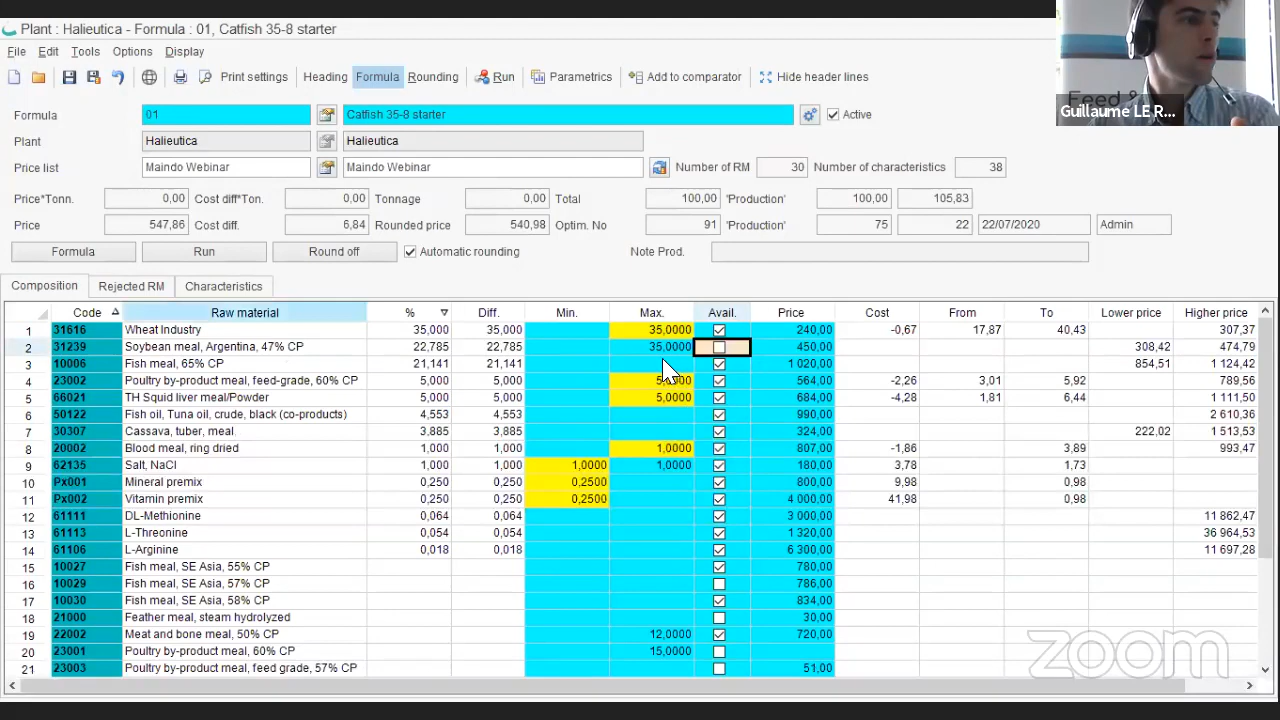 Plant : Halieutica - Formula : 01, Catfish 35-8 starter
File Edit Tools Options Display
Print settings Heading Formula Rounding Run Parametrics Add to comparator Hide header lines
Feed &
Guillaume LE R...
Formula 01 Catfish 35-8 starter Active
Plant Halieutica Halieutica
Price list Maindo Webinar Maindo Webinar Number of RM 30 Number of characteristics 38
Price*Tonn. 0,00 Cost diff*Ton. 0,00 Tonnage 0,00 Total 100,00 'Production' 100,00 105,83
Price 547,86 Cost diff. 6,84 Rounded price 540,98 Optim. No 91 'Production' 75 22 22/07/2020 Admin
Formula Run Round off Automatic rounding Note Prod.
Composition Rejected RM Characteristics
Code Raw material % Diff. Min. Max. Avail. Price Cost From To Lower price Higher price
1 31616 Wheat Industry 35,000 35,000 35,0000 240,00 -0,67 17,87 40,43 307,37
2 31239 Soybean meal, Argentina, 47% CP 22,785 22,785 35,0000 450,00 308,42 474,79
3 10006 Fish meal, 65% CP 21,141 21,141 1 020,00 854,51 1 124,42
4 23002 Poultry by-product meal, feed-grade, 60% CP 5,000 5,000 5,0000 564,00 -2,26 3,01 5,92 789,56
5 66021 TH Squid liver meal/Powder 5,000 5,000 5,0000 684,00 -4,28 1,81 6,44 1 111,50
6 50122 Fish oil, Tuna oil, crude, black (co-products) 4,553 4,553 990,00 2 610,36
7 30307 Cassava, tuber, meal 3,885 3,885 324,00 222,02 1 513,53
8 20002 Blood meal, ring dried 1,000 1,000 1,0000 807,00 -1,86 3,89 993,47
9 62135 Salt, NaCl 1,000 1,000 1,0000 1,0000 180,00 3,78 1,73
10 Px001 Mineral premix 0,250 0,250 0,2500 800,00 9,98 0,98
11 Px002 Vitamin premix 0,250 0,250 0,2500 4 000,00 41,98 0,98
12 61111 DL-Methionine 0,064 0,064 3 000,00 11 862,47
13 61113 L-Threonine 0,054 0,054 1 320,00 36 964,53
14 61106 L-Arginine 0,018 0,018 6 300,00 11 697,28
15 10027 Fish meal, SE Asia, 55% CP 780,00
16 10029 Fish meal, SE Asia, 57% CP 786,00
17 10030 Fish meal, SE Asia, 58% CP 834,00
18 21000 Feather meal, steam hydrolyzed 30,00
19 22002 Meat and bone meal, 50% CP 12,0000 720,00
20 23001 Poultry by-product meal, 60% CP 15,0000
21 23003 Poultry by-product meal, feed grade, 57% CP 51,00
zoom